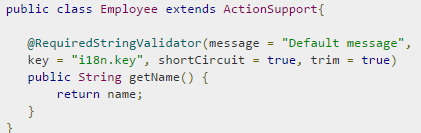 public class Employee extends ActionSupport{
@RequiredStringValidator(message = "Default message",
key = "i18n.key", shortCircuit = true, trim = true)
public String getName() {
return name;
}
}